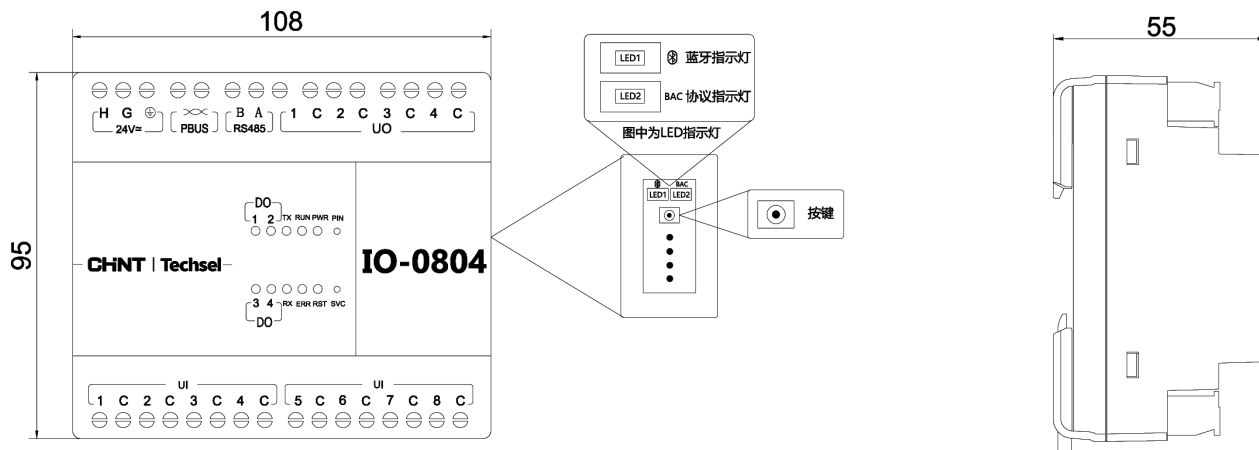 108
H G 24V≂ PBUS B A RS485 1 C 2 C 3 C 4 C UO
DO
1 2 TX RUN PWR PIN
95
CHNT | Techsel
IO-0804
3 4 RX ERR RST SVC
DO
UI UI
1 C 2 C 3 C 4 C 5 C 6 C 7 C 8 C
LED1 蓝牙指示灯
LED2 BAC 协议指示灯
图中为LED指示灯
BAC
LED1 LED2
按键
55